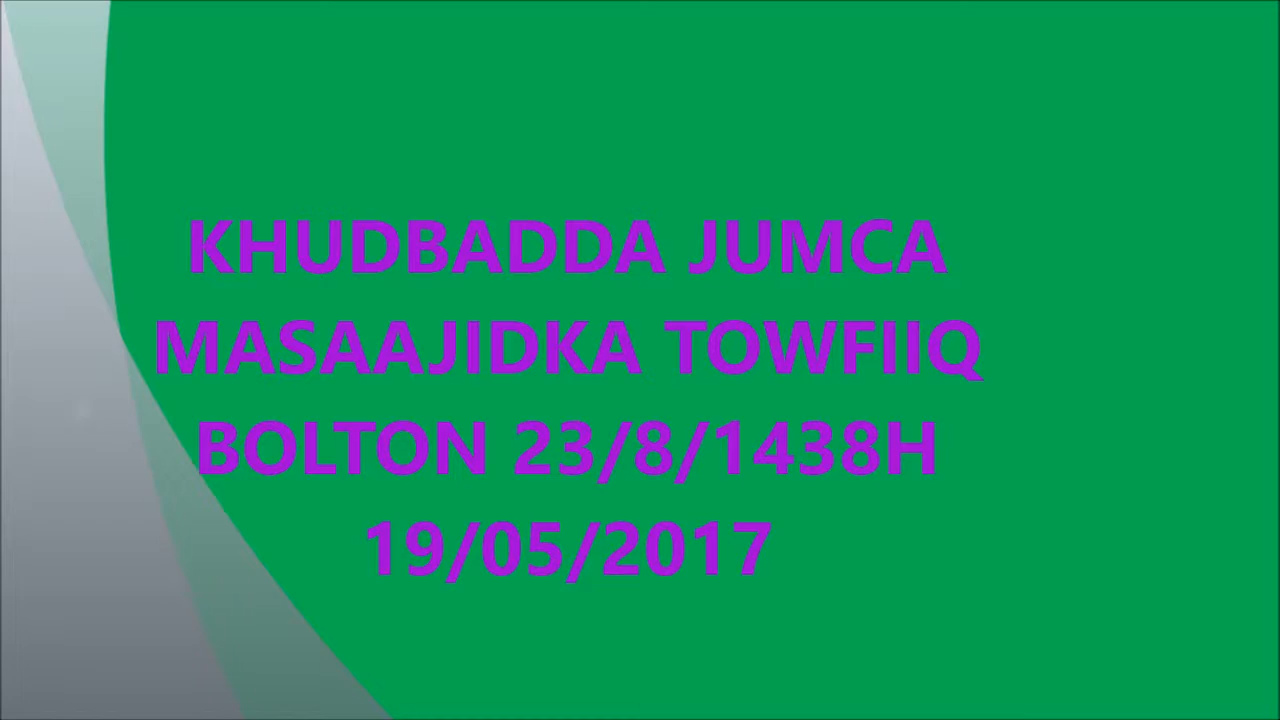 KHUDBADDA JUMCA
MASAAJIDKA TOWFIIQ
BOLTON 23/8/1438H
19/05/2017